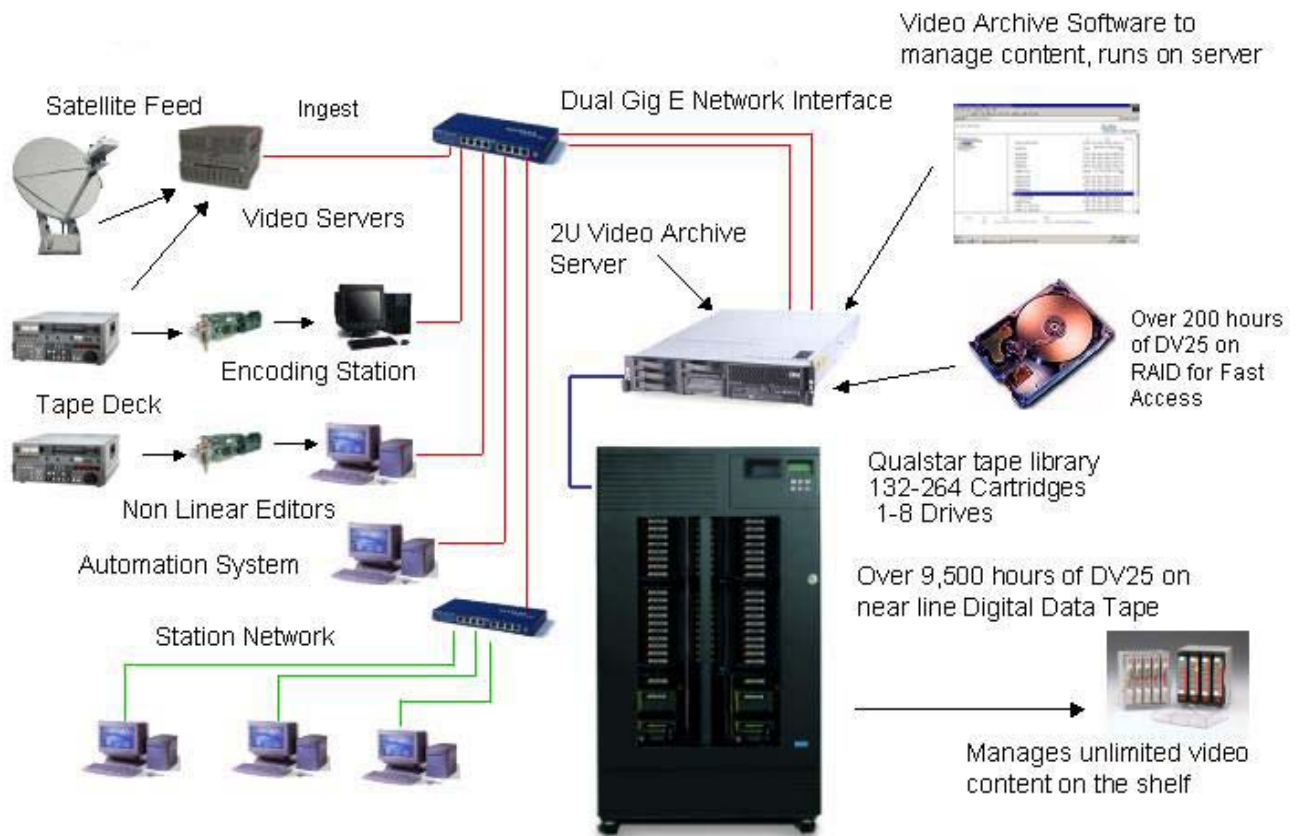 Video Archive Software to
manage content, runs on server
Satellite Feed
Ingest
Dual Gig E Network Interface
Video Servers
2U Video Archive
Server
Over 200 hours
of DV25 on
RAID for Fast
Access
Encoding Station
Tape Deck
Qualstar tape library
132-264 Cartridges
1-8 Drives
Non Linear Editors
Automation System
Over 9,500 hours of DV25 on
near line Digital Data Tape
Station Network
Manages unlimited video
content on the shelf